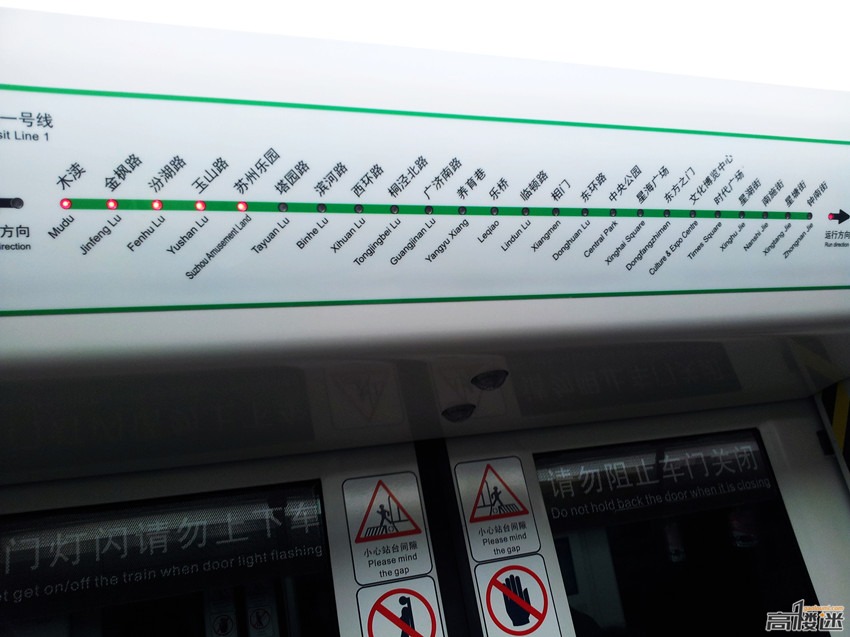 一号线
sit Line 1
木渎 金枫路 汾湖路 玉山路 苏州乐园 塔园路 滨河路 西环路 桐泾北路 广济南路 养育巷 乐桥 临顿路 相门 东环路 中央公园 星海广场 东方之门 文化博览中心 时代广场 星湖街 南施街 星塘街 钟南街
Mudu Jinfeng Lu Fenhu Lu Yushan Lu Suzhou Amusement Land Tayuan Lu Binhe Lu Xihuan Lu Tongjingbei Lu Guangjinan Lu Yangyu Xiang Leqiao Lindun Lu Xiangmen Donghuan Lu Central Park Xinghai Square Dongfangzhimen Culture & Expo Centre Times Square Xinghu Jie Nanshi Jie Xingtang Jie Zhongnan Jie
方向
direction
运行方向
Run direction
门灯闪请勿上下车
t get on/off the train when door light flashing
小心站台间隙
Please mind
the gap
小心站台间隙
Please mind
the gap
请勿阻止车门关闭
Do not hold back the door when it is closing
高楼迷